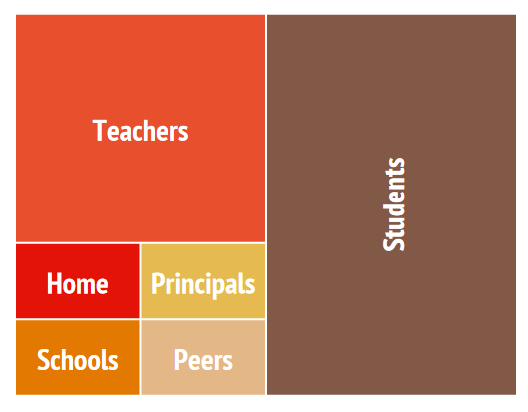 Teachers
Students
Home
Principals
Schools
Peers